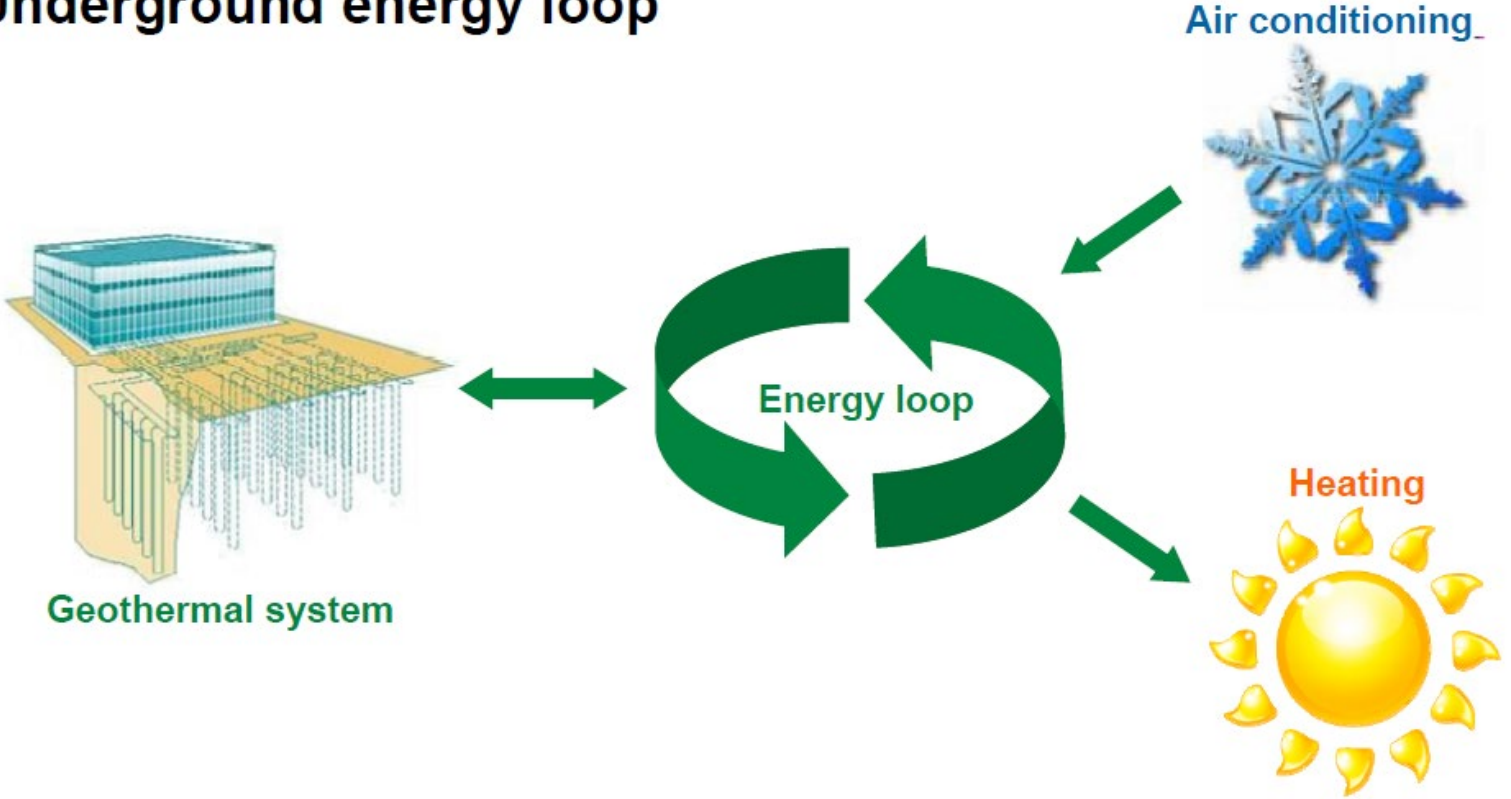 Underground energy loop
Air conditioning
Energy loop
Heating
Geothermal system